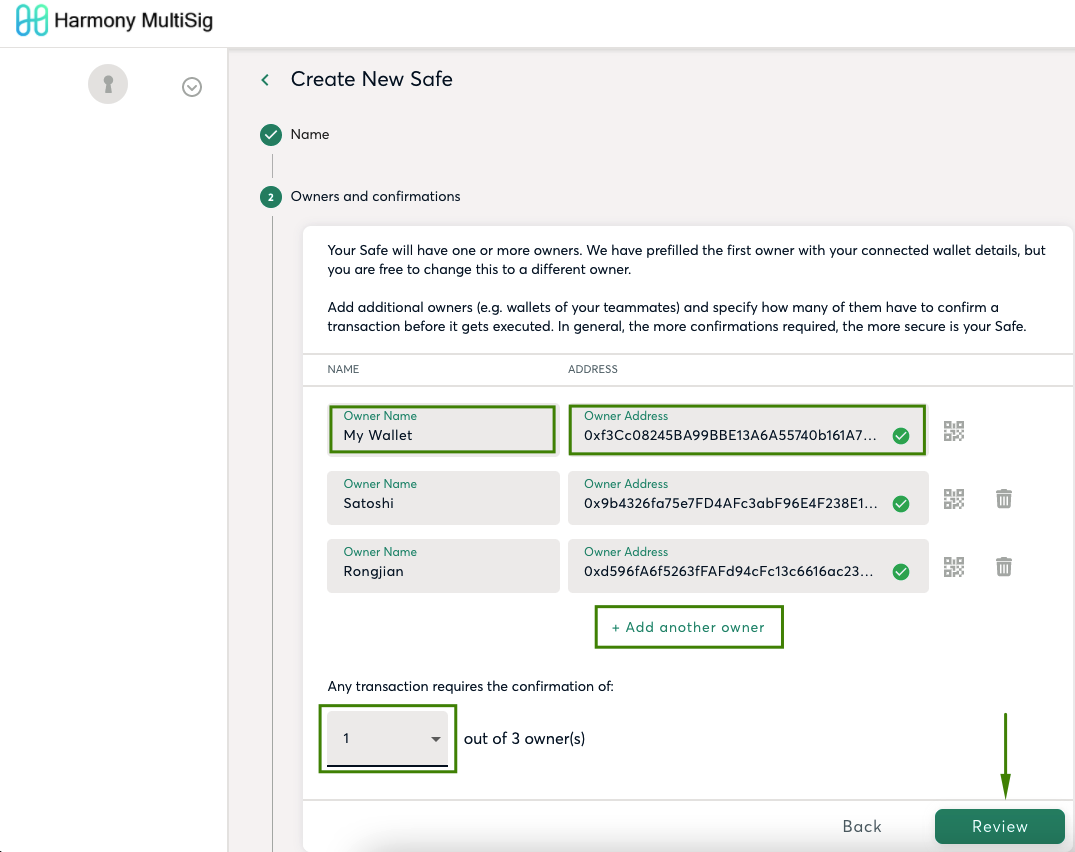 Harmony MultiSig
Create New Safe
Name
2 Owners and confirmations
Your Safe will have one or more owners. We have prefilled the first owner with your connected wallet details, but
you are free to change this to a different owner.
Add additional owners (e.g. wallets of your teammates) and specify how many of them have to confirm a
transaction before it gets executed. In general, the more confirmations required, the more secure is your Safe.
NAME ADDRESS
Owner Name Owner Address
My Wallet 0xf3Cc08245BA99BBE13A6A55740b161A7...
Owner Name Owner Address
Satoshi 0x9b4326fa75e7FD4AFc3abF96E4F238E1...
Owner Name Owner Address
Rongjian 0xd596fA6f5263fFAFd94cFc13c6616ac23...
+ Add another owner
Any transaction requires the confirmation of:
1 out of 3 owner(s)
Back Review